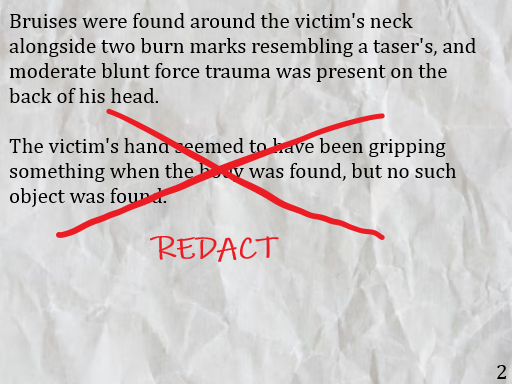 Bruises were found around the victim's neck
alongside two burn marks resembling a taser's, and
moderate blunt force trauma was present on the
back of his head.
The victim's hand seemed to have been gripping
something when the body was found, but no such
object was found.
REDACT
2